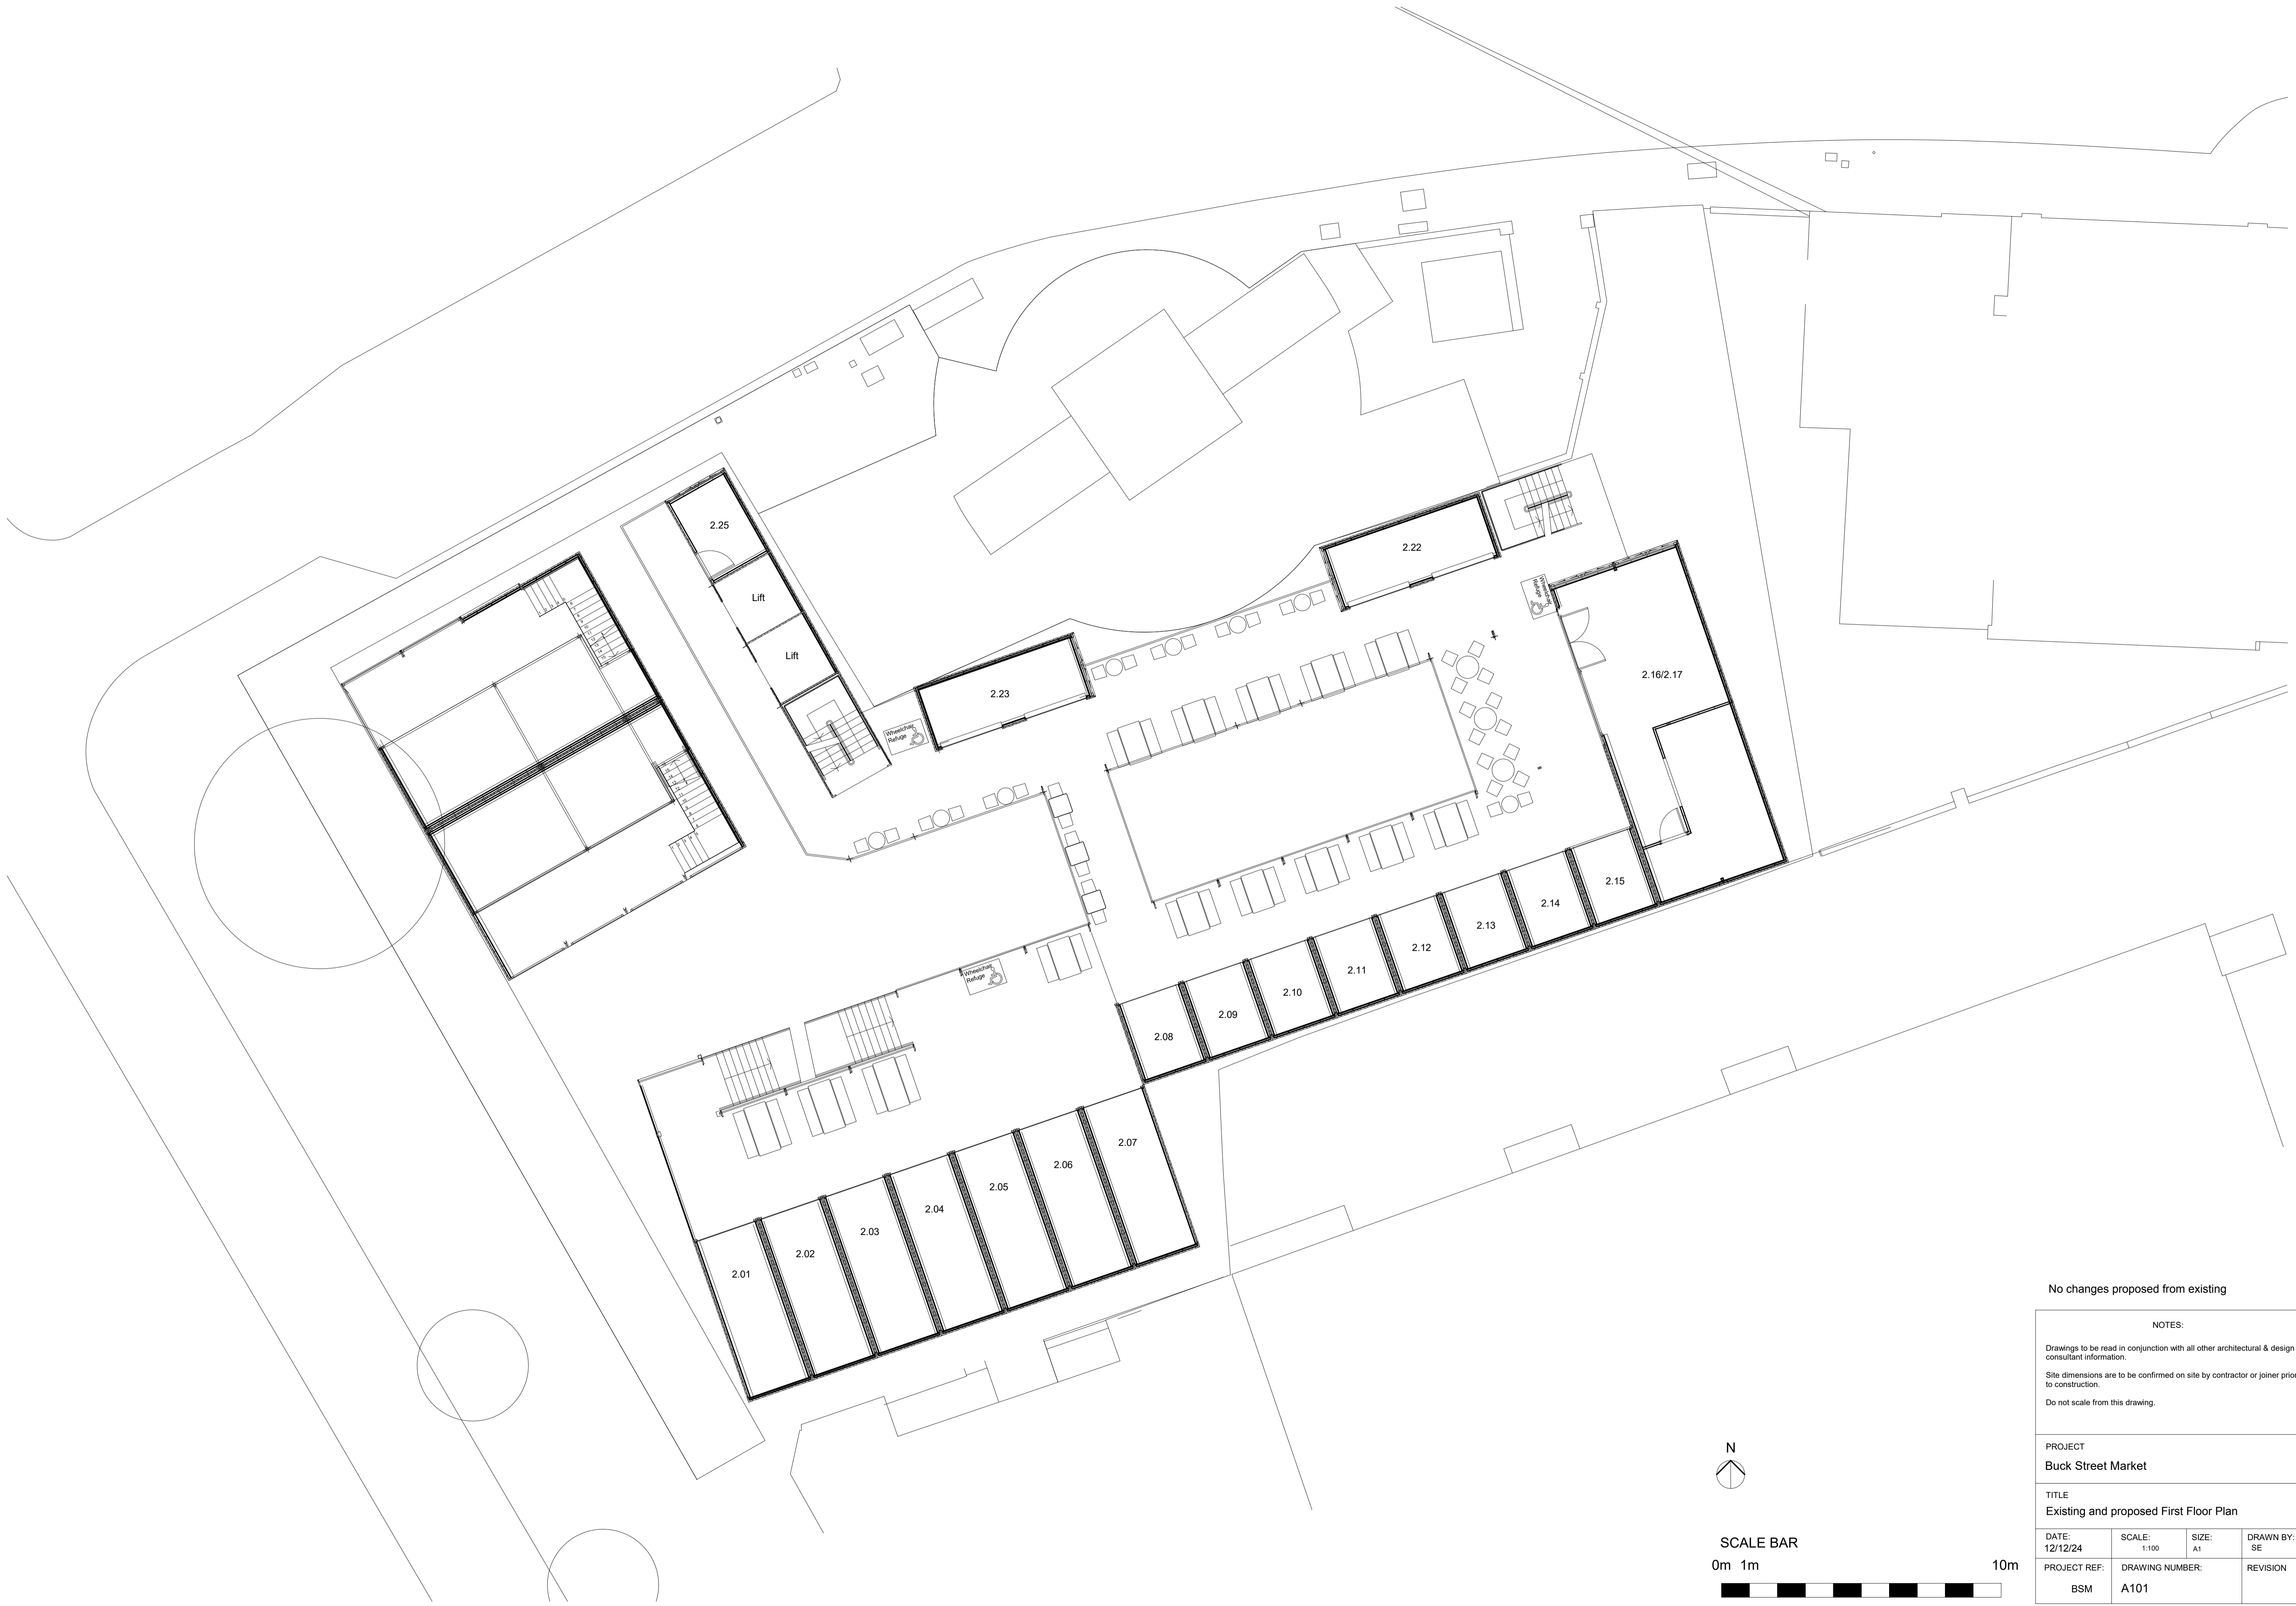 2.25
Lift
Lift
2.22
2.23
Wheelchair
Refuge
Wheelchair
Refuge
2.16/2.17
Wheelchair
Refuge
2.15
2.14
2.13
2.12
2.11
2.10
2.09
2.08
2.07
2.06
2.05
2.04
2.03
2.02
2.01
No changes proposed from existing
NOTES:
Drawings to be read in conjunction with all other architectural & design
consultant information.
Site dimensions are to be confirmed on site by contractor or joiner prior
to construction.
Do not scale from this drawing.
PROJECT
Buck Street Market
TITLE
Existing and proposed First Floor Plan
DATE:
12/12/24
SCALE:
1:100
SIZE:
A1
DRAWN BY:
SE
PROJECT REF:
BSM
DRAWING NUMBER:
A101
REVISION
N
SCALE BAR
0m 1m 10m